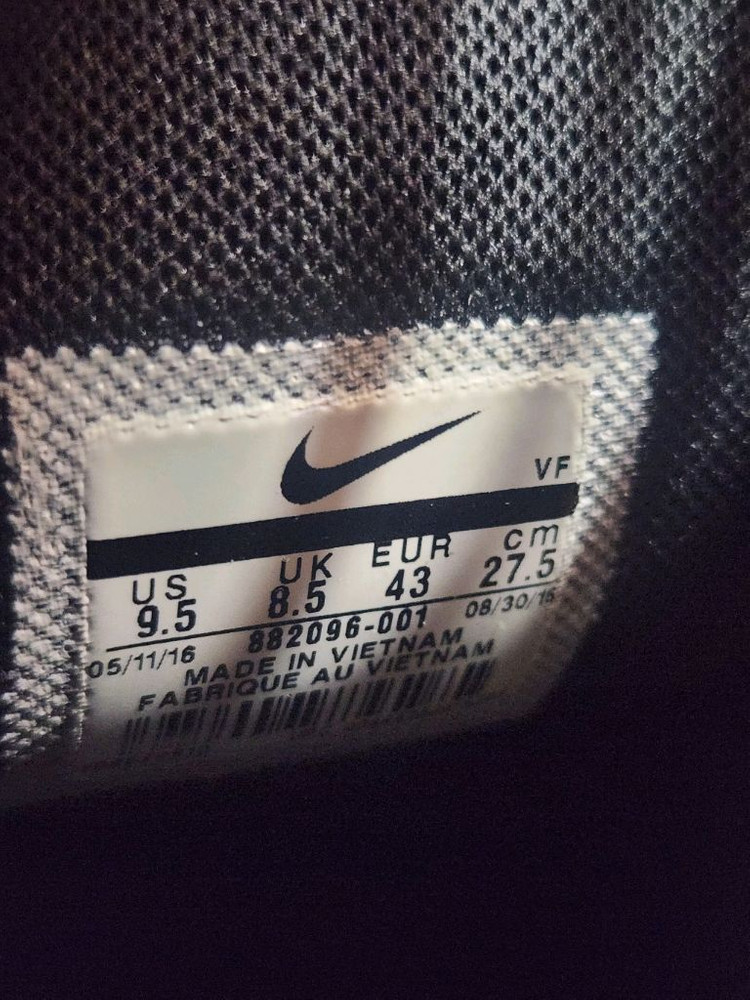 VF
US UK EUR cm
9.5 8.5 43 27.5
05/11/16 882096-001 08/30/16
MADE IN VIETNAM
FABRIQUE AU VIETNAM